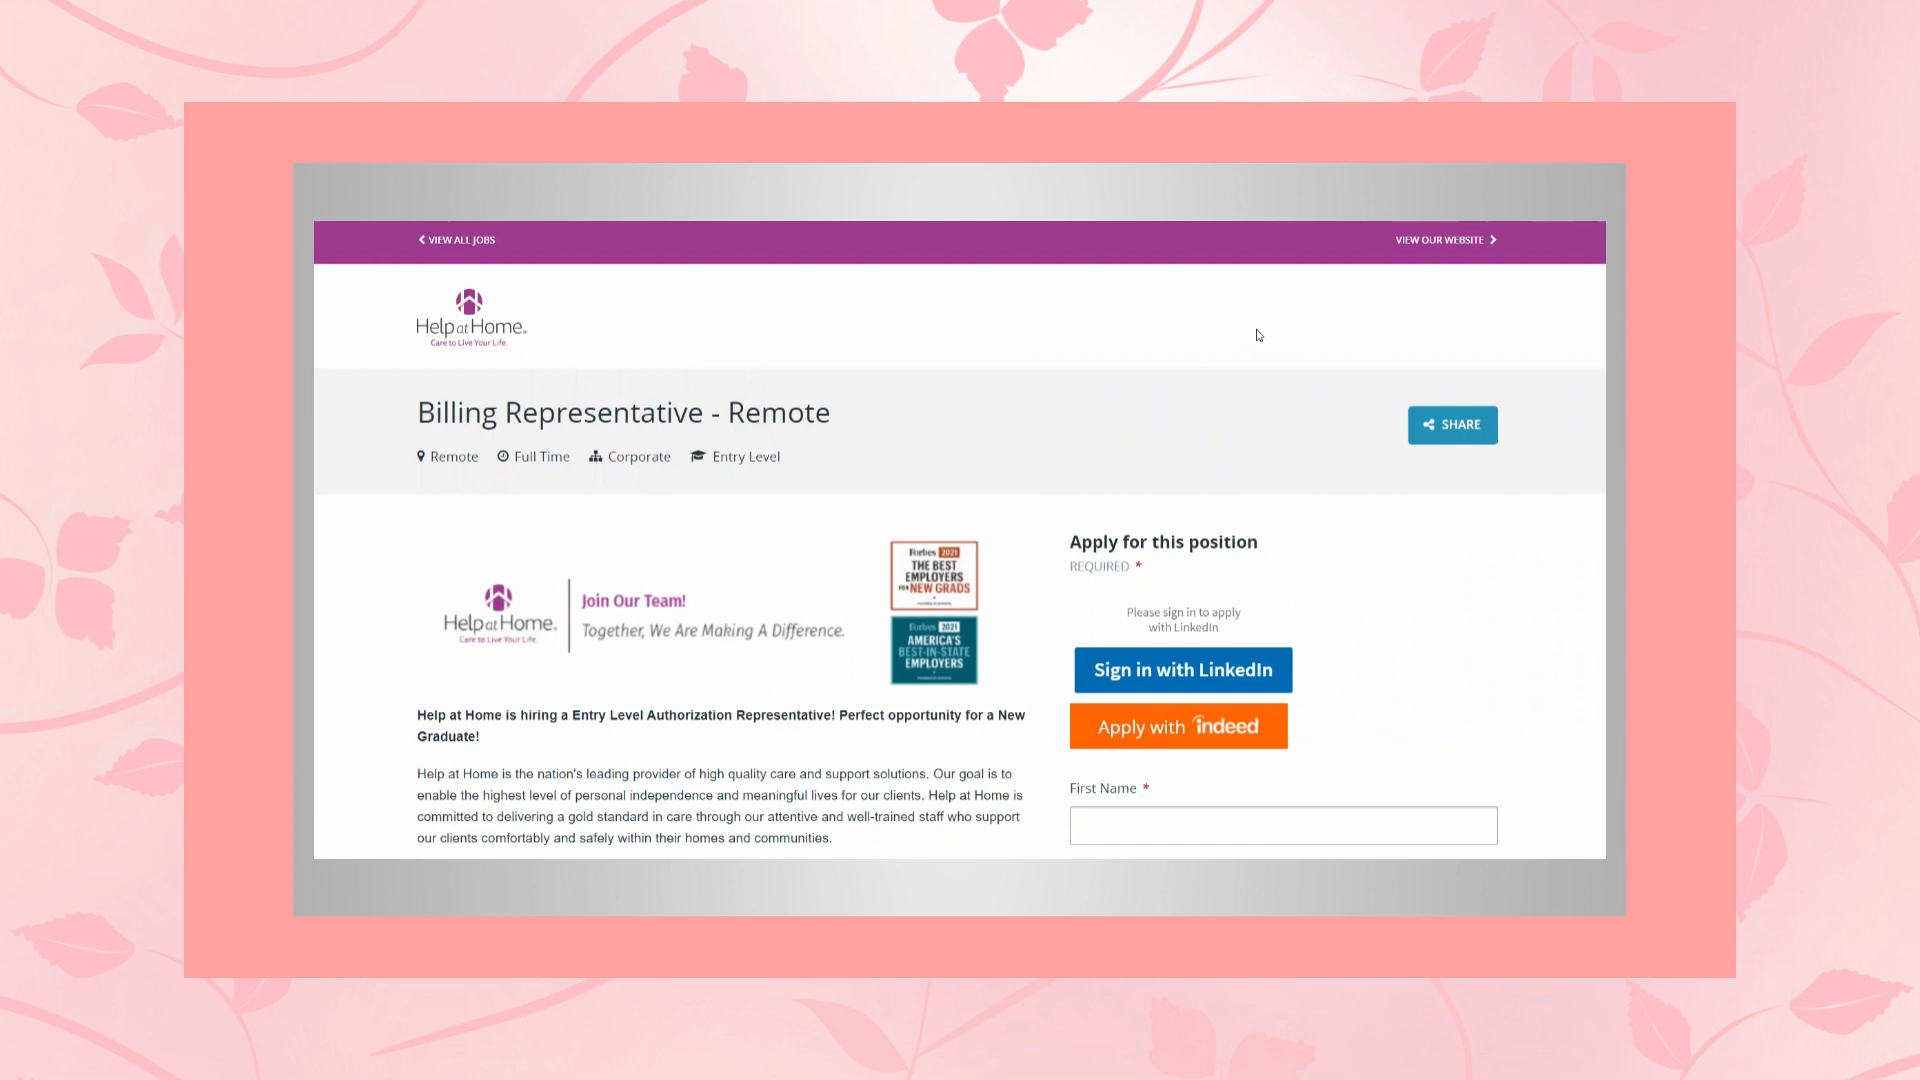 VIEW ALL JOBS
VIEW OUR WEBSITE
Help at Home.
Care to Live Your Life.
Billing Representative - Remote
SHARE
Remote Full Time Corporate Entry Level
Help at Home.
Care to Live Your Life.
Join Our Team!
Together, We Are Making A Difference.
Forbes 2021
THE BEST
EMPLOYERS
FOR NEW GRADS
Forbes 2021
AMERICA'S
BEST-IN-STATE
EMPLOYERS
Help at Home is hiring a Entry Level Authorization Representative! Perfect opportunity for a New
Graduate!
Help at Home is the nation's leading provider of high quality care and support solutions. Our goal is to
enable the highest level of personal independence and meaningful lives for our clients. Help at Home is
committed to delivering a gold standard in care through our attentive and well-trained staff who support
our clients comfortably and safely within their homes and communities.
Apply for this position
REQUIRED *
Please sign in to apply
with LinkedIn
Sign in with LinkedIn
Apply with indeed
First Name *